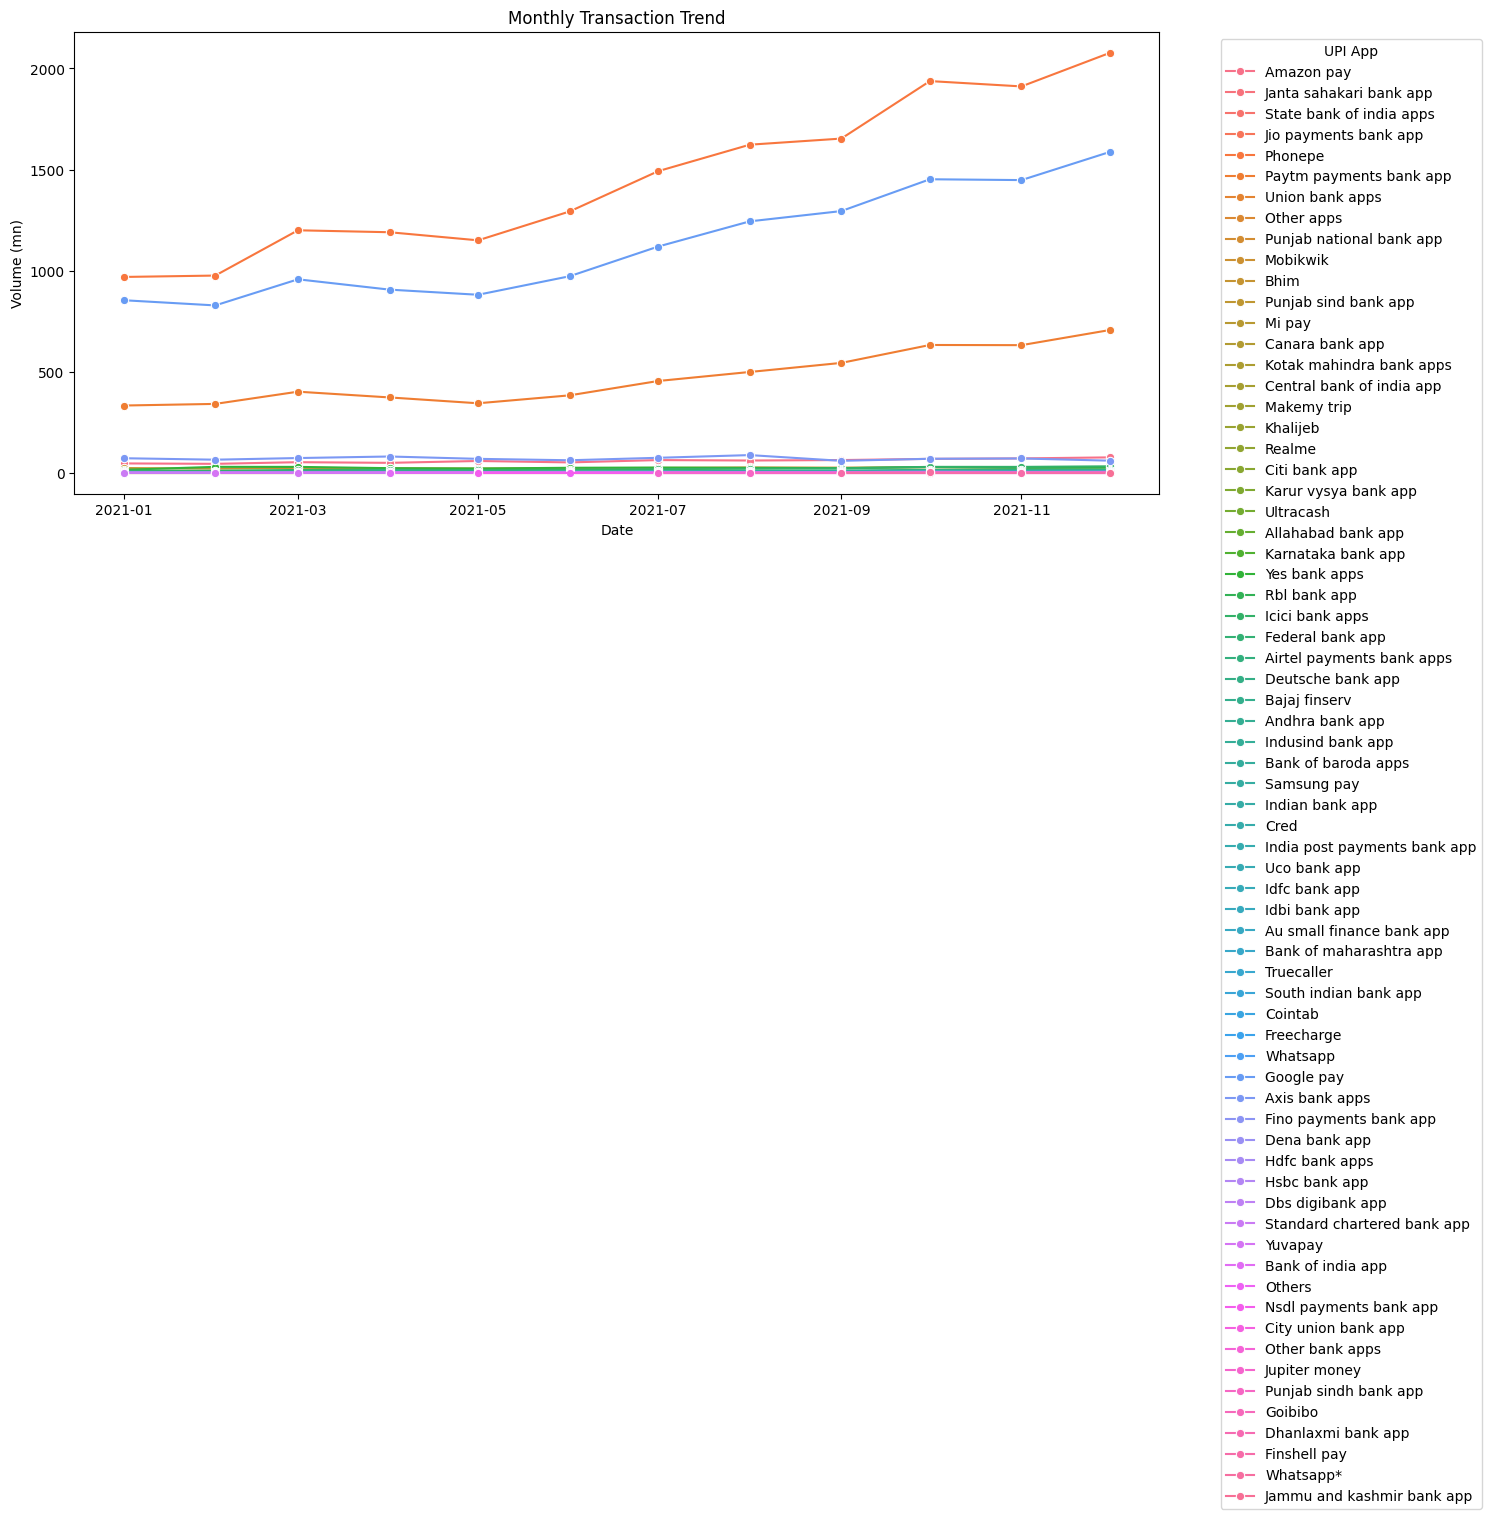 Monthly Transaction Trend
2000
1500
1000
500
0
Volume (mn)
2021-01
2021-03
2021-05
2021-07
2021-09
2021-11
Date
UPI App
Amazon pay
Janta sahakari bank app
State bank of india apps
Jio payments bank app
Phonepe
Paytm payments bank app
Union bank apps
Other apps
Punjab national bank app
Mobikwik
Bhim
Punjab sind bank app
Mi pay
Canara bank app
Kotak mahindra bank apps
Central bank of india app
Makemy trip
Khalijeb
Realme
Citi bank app
Karur vysya bank app
Ultracash
Allahabad bank app
Karnataka bank app
Yes bank apps
Rbl bank app
Icici bank apps
Federal bank app
Airtel payments bank apps
Deutsche bank app
Bajaj finserv
Andhra bank app
Indusind bank app
Bank of baroda apps
Samsung pay
Indian bank app
Cred
India post payments bank app
Uco bank app
Idfc bank app
Idbi bank app
Au small finance bank app
Bank of maharashtra app
Truecaller
South indian bank app
Cointab
Freecharge
Whatsapp
Google pay
Axis bank apps
Fino payments bank app
Dena bank app
Hdfc bank apps
Hsbc bank app
Dbs digibank app
Standard chartered bank app
Yuvapay
Bank of india app
Others
Nsdl payments bank app
City union bank app
Other bank apps
Jupiter money
Punjab sindh bank app
Goibibo
Dhanlaxmi bank app
Finshell pay
Whatsapp*
Jammu and kashmir bank app